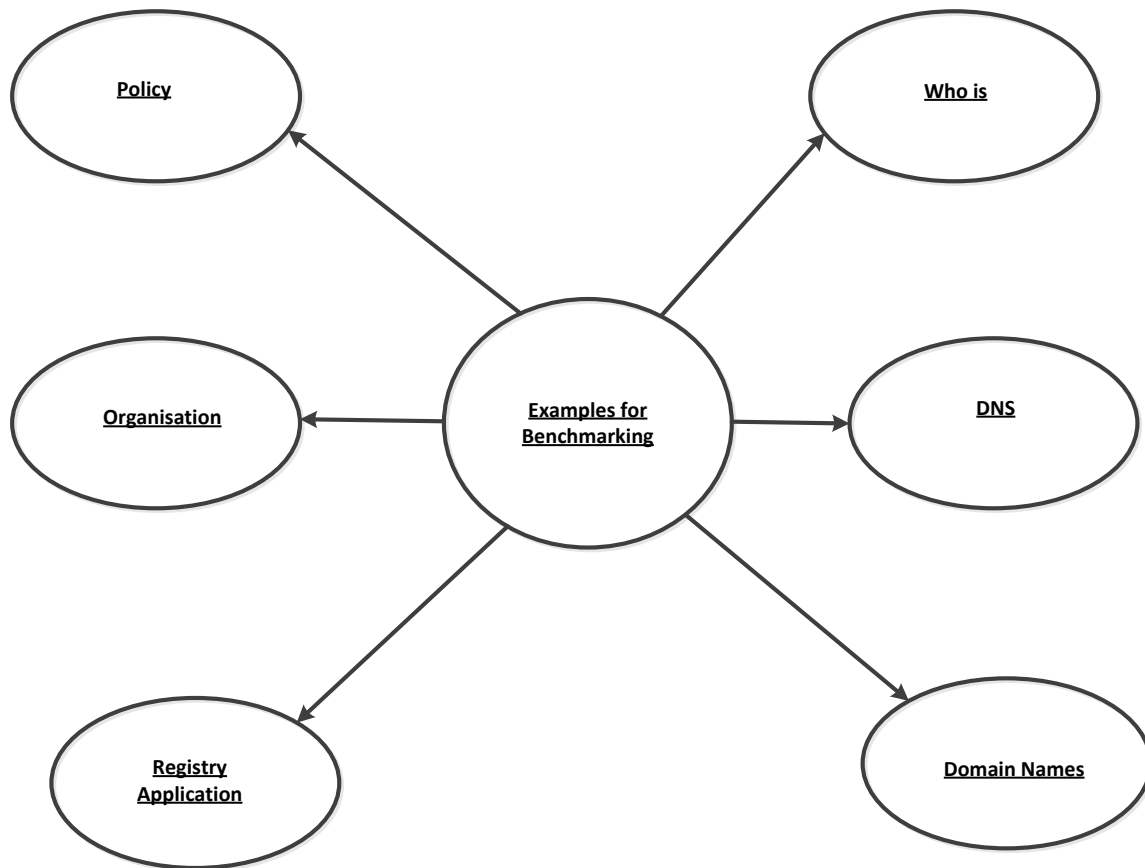 Policy
Who is
Organisation
Examples for
Benchmarking
DNS
Registry
Application
Domain Names